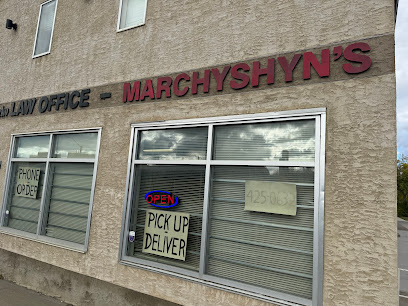 LAW OFFICE - MARCHYSHYN'S
PHONE
ORDER
OPEN
PICK UP
DELIVER